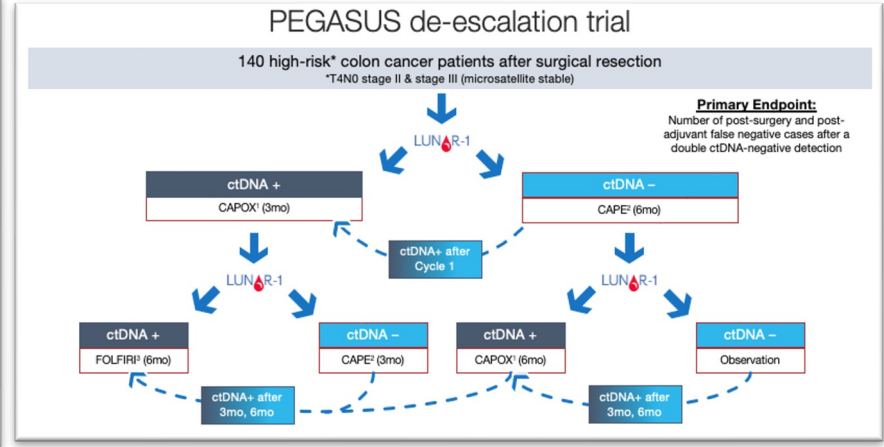 PEGASUS de-escalation trial
140 high-risk* colon cancer patients after surgical resection
*T4N0 stage II & stage III (microsatellite stable)
Primary Endpoint:
Number of post-surgery and post-
adjuvant false negative cases after a
double ctDNA-negative detection
LUNAR-1
ctDNA +
CAPOX¹ (3mo)
ctDNA –
CAPE² (6mo)
ctDNA+ after
Cycle 1
LUNAR-1
LUNAR-1
ctDNA +
FOLFIRI³ (6mo)
ctDNA –
CAPE² (3mo)
ctDNA +
CAPOX¹ (6mo)
ctDNA –
Observation
ctDNA+ after
3mo, 6mo
ctDNA+ after
3mo, 6mo